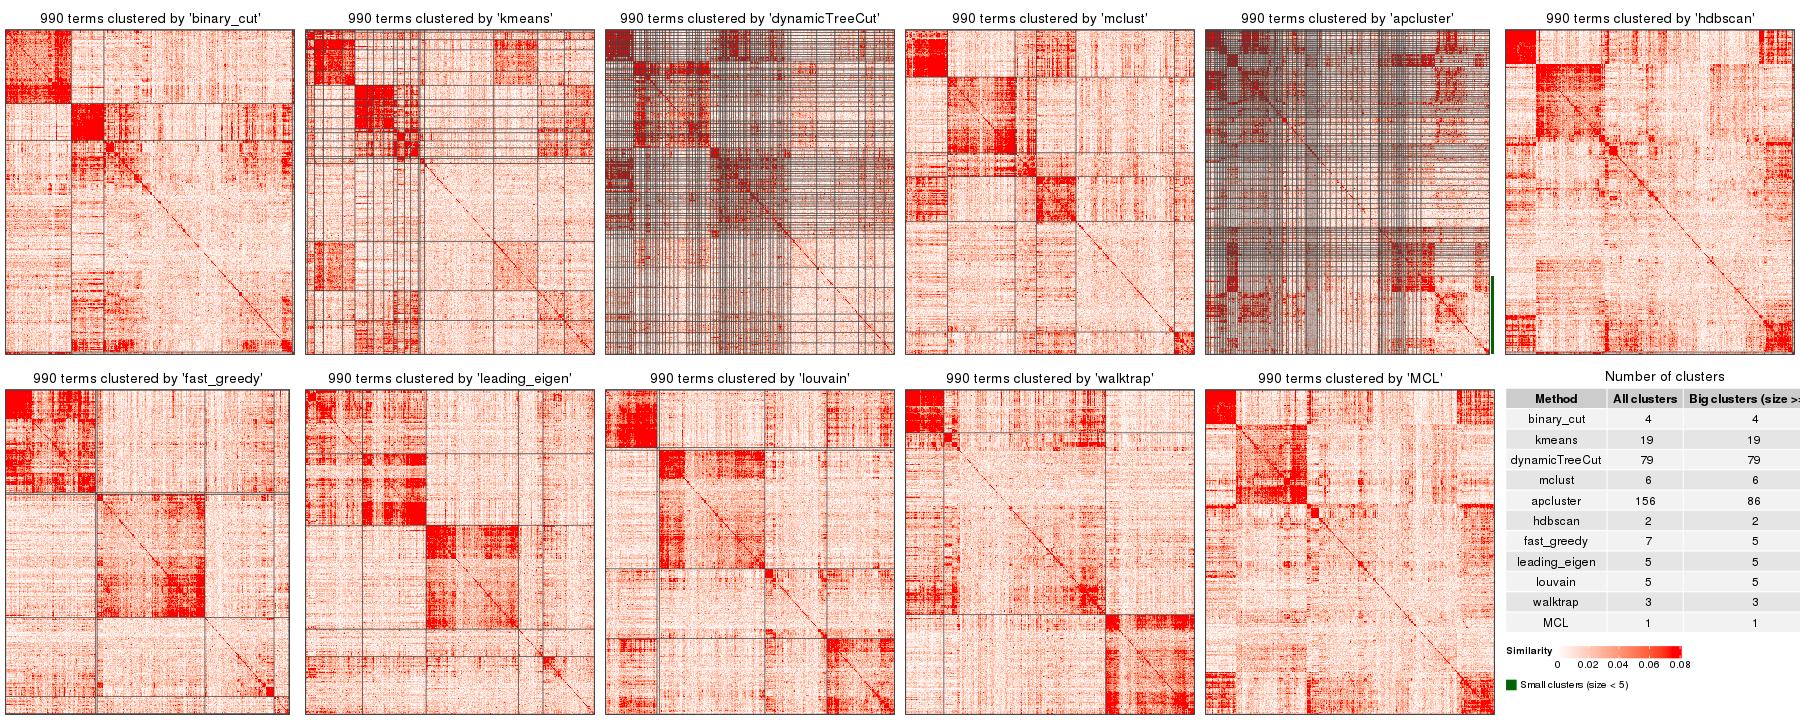 990 terms clustered by 'binary_cut'
990 terms clustered by 'kmeans'
990 terms clustered by 'dynamicTreeCut'
990 terms clustered by 'mclust'
990 terms clustered by 'apcluster'
990 terms clustered by 'hdbscan'
990 terms clustered by 'fast_greedy'
990 terms clustered by 'leading_eigen'
990 terms clustered by 'louvain'
990 terms clustered by 'walktrap'
990 terms clustered by 'MCL'
Number of clusters
Method All clusters Big clusters (size >=
binary_cut 4 4
kmeans 19 19
dynamicTreeCut 79 79
mclust 6 6
apcluster 156 86
hdbscan 2 2
fast_greedy 7 5
leading_eigen 5 5
louvain 5 5
walktrap 3 3
MCL 1 1
Similarity
0 0.02 0.04 0.06 0.08
Small clusters (size < 5)